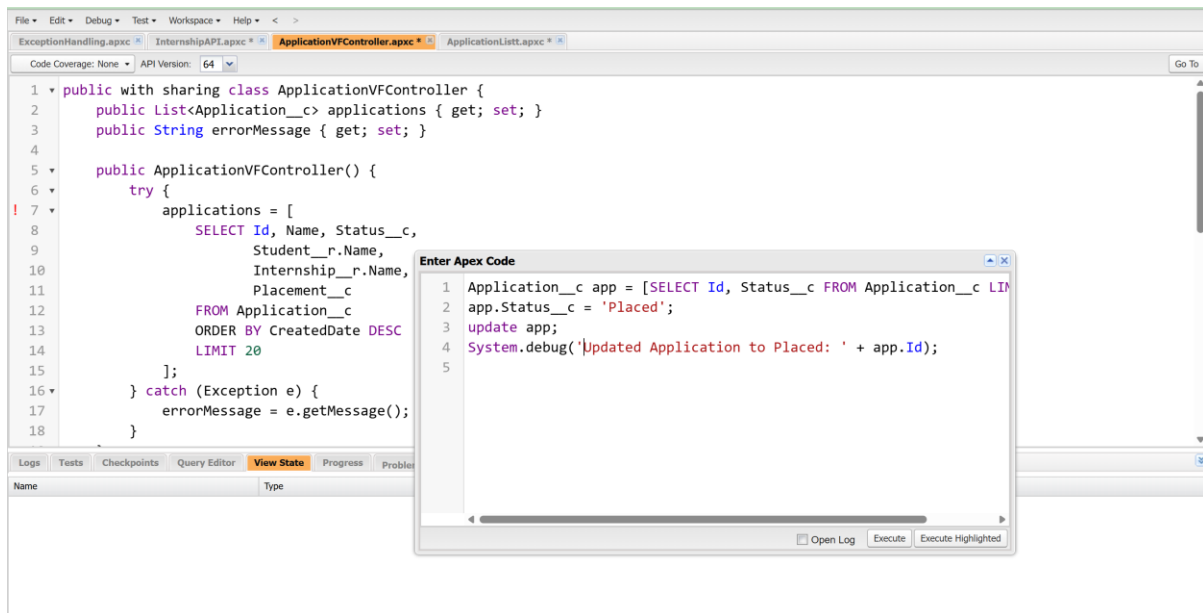 File Edit Debug Test Workspace Help < >
ExceptionHandling.apxc InternshipAPI.apxc * ApplicationVFController.apxc * ApplicationListt.apxc *
Code Coverage: None API Version: 64 Go To
1 public with sharing class ApplicationVFController {
2 public List<Application__c> applications { get; set; }
3 public String errorMessage { get; set; }
4
5 public ApplicationVFController() {
6 try {
! 7 applications = [
8 SELECT Id, Name, Status__c,
9 Student__r.Name,
10 Internship__r.Name,
11 Placement__c
12 FROM Application__c
13 ORDER BY CreatedDate DESC
14 LIMIT 20
15 ];
16 } catch (Exception e) {
17 errorMessage = e.getMessage();
18 }
Enter Apex Code
1 Application__c app = [SELECT Id, Status__c FROM Application__c LIM
2 app.Status__c = 'Placed';
3 update app;
4 System.debug('Updated Application to Placed: ' + app.Id);
5
Open Log Execute Execute Highlighted
Logs Tests Checkpoints Query Editor View State Progress Problem
Name Type